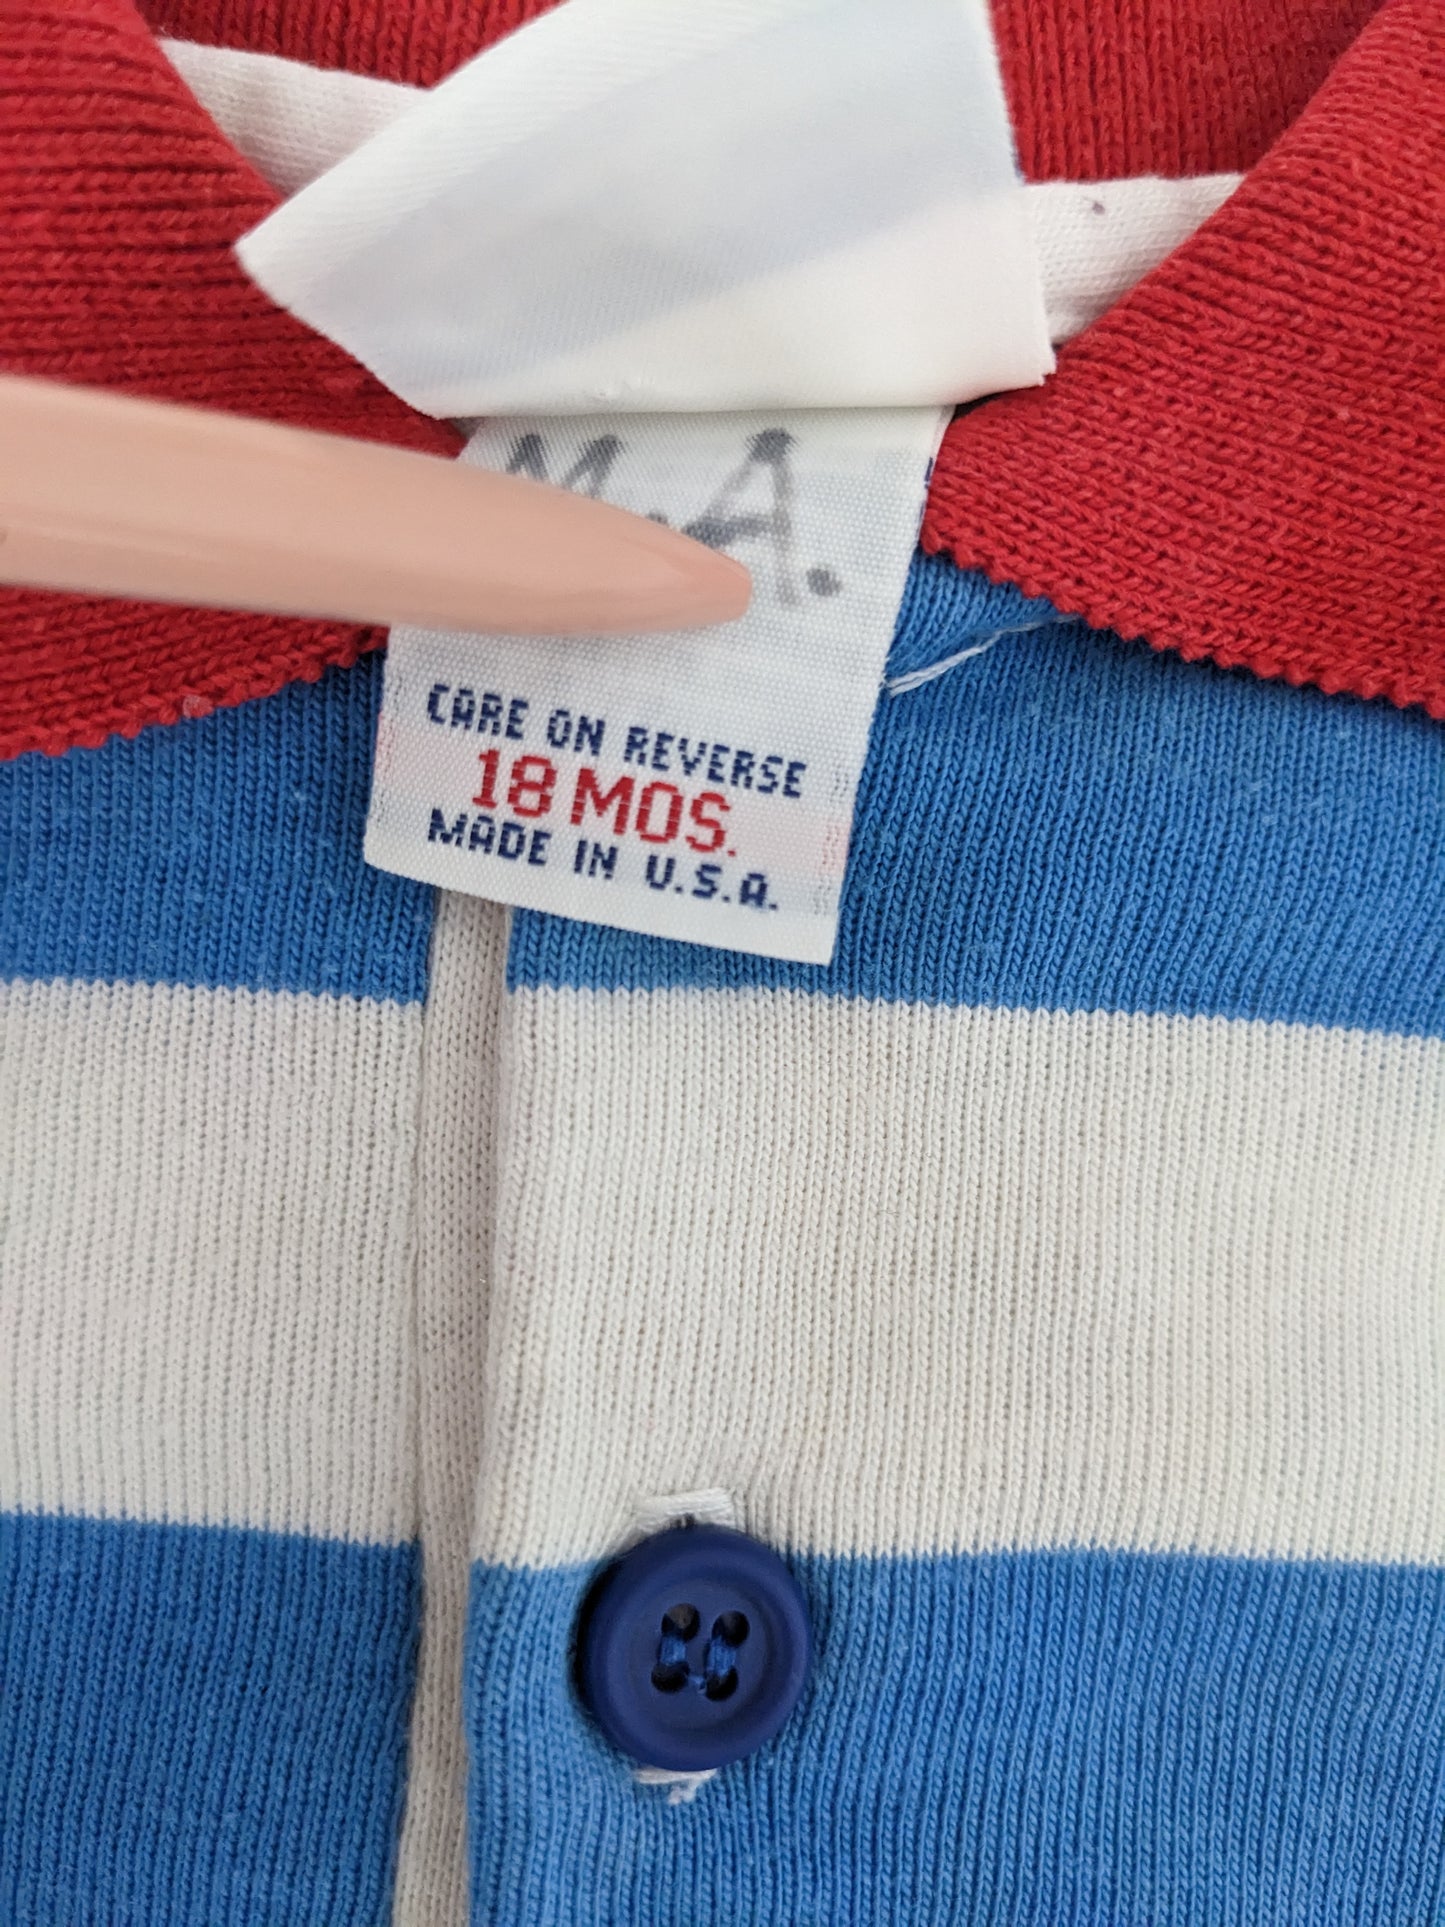 M.A.
CARE ON REVERSE
18 MOS.
MADE IN U.S.A.